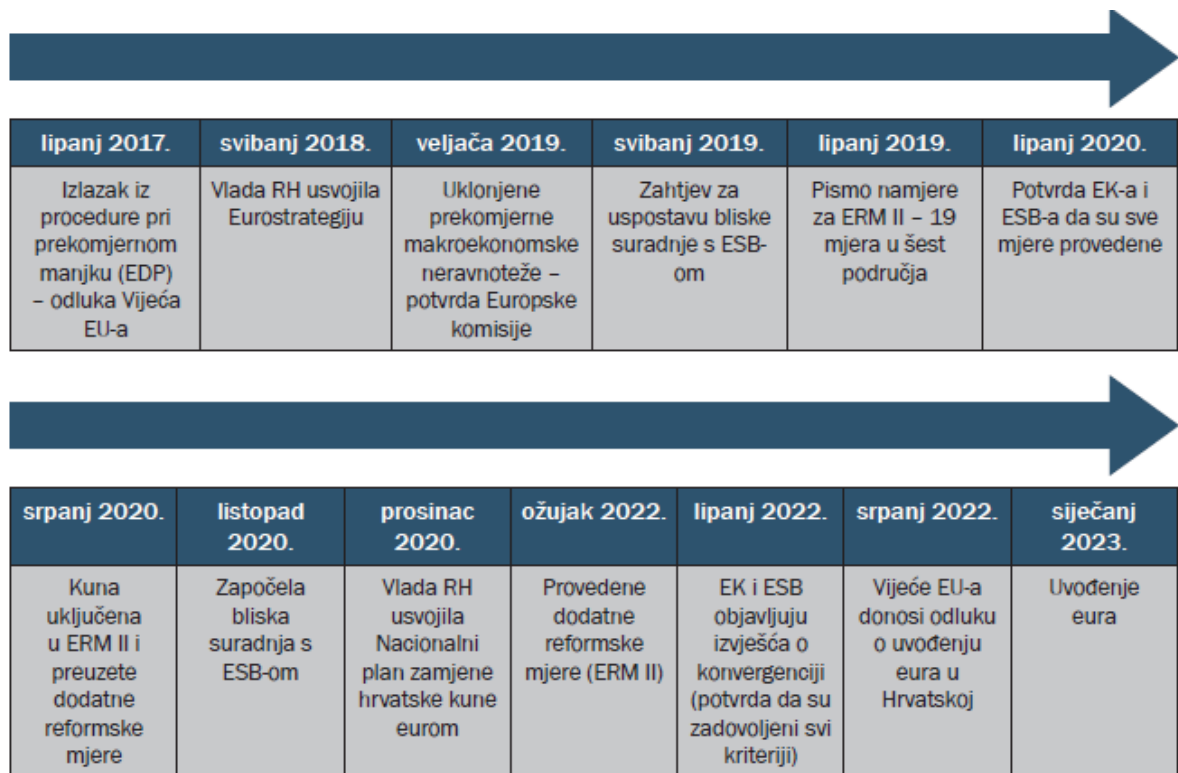 lipanj 2017.
Izlazak iz
procedure pri
prekomjernom
manjku (EDP)
– odluka Vijeća
EU-a
svibanj 2018.
Vlada RH usvojila
Eurostrategiju
veljača 2019.
Uklonjene
prekomjerne
makroekonomske
neravnoteže –
potvrda Europske
komisije
svibanj 2019.
Zahtjev za
uspostavu bliske
suradnje s ESB-
om
lipanj 2019.
Pismo namjere
za ERM II – 19
mjera u šest
područja
lipanj 2020.
Potvrda EK-a i
ESB-a da su sve
mjere provedene
srpanj 2020.
Kuna
uključena
u ERM II i
preuzete
dodatne
reformske
mjere
listopad
2020.
Započela
bliska
suradnja s
ESB-om
prosinac
2020.
Vlada RH
usvojila
Nacionalni
plan zamjene
hrvatske kune
eurom
ožujak 2022.
Provedene
dodatne
reformske
mjere (ERM II)
lipanj 2022.
EK i ESB
objavljuju
izvješća o
konvergenciji
(potvrda da su
zadovoljeni svi
kriteriji)
srpanj 2022.
Vijeće EU-a
donosi odluku
o uvođenju
eura u
Hrvatskoj
siječanj
2023.
Uvođenje
eura